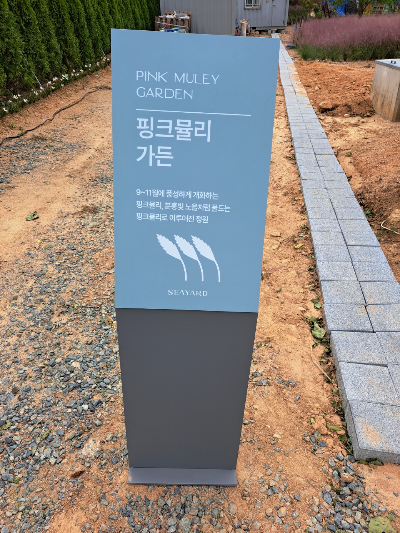 PINK MULEY
GARDEN
핑크뮬리
가든
9~11월에 풍성하게 개화하는
핑크뮬리, 분홍빛 노을처럼 물드는
핑크뮬리로 이루어진 정원
SEAYARD